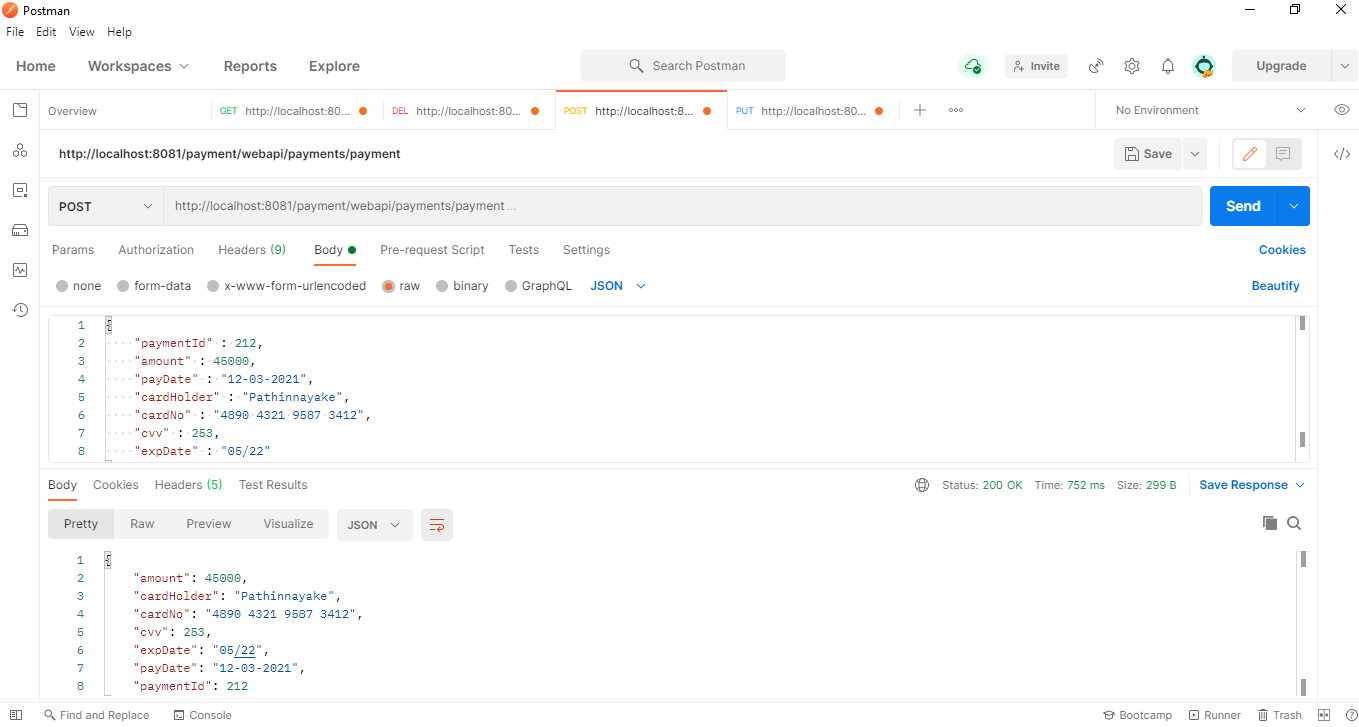 Postman
File Edit View Help
Home Workspaces Reports Explore Search Postman Invite Upgrade
Overview GET http://localhost:80... DEL http://localhost:80... POST http://localhost:8... PUT http://localhost:80... No Environment
http://localhost:8081/payment/webapi/payments/payment Save
POST http://localhost:8081/payment/webapi/payments/payment ... Send
Params Authorization Headers (9) Body Pre-request Script Tests Settings Cookies
none form-data x-www-form-urlencoded raw binary GraphQL JSON Beautify
1 {
2 "paymentId" : 212,
3 "amount" : 45000,
4 "payDate" : "12-03-2021",
5 "cardHolder" : "Pathinnayake",
6 "cardNo" : "4890 4321 9587 3412",
7 "cvv" : 253,
8 "expDate" : "05/22"
Body Cookies Headers (5) Test Results Status: 200 OK Time: 752 ms Size: 299 B Save Response
Pretty Raw Preview Visualize JSON
1 {
2 "amount": 45000,
3 "cardHolder": "Pathinnayake",
4 "cardNo": "4890 4321 9587 3412",
5 "cvv": 253,
6 "expDate": "05/22",
7 "payDate": "12-03-2021",
8 "paymentId": 212
Find and Replace Console Bootcamp Runner Trash